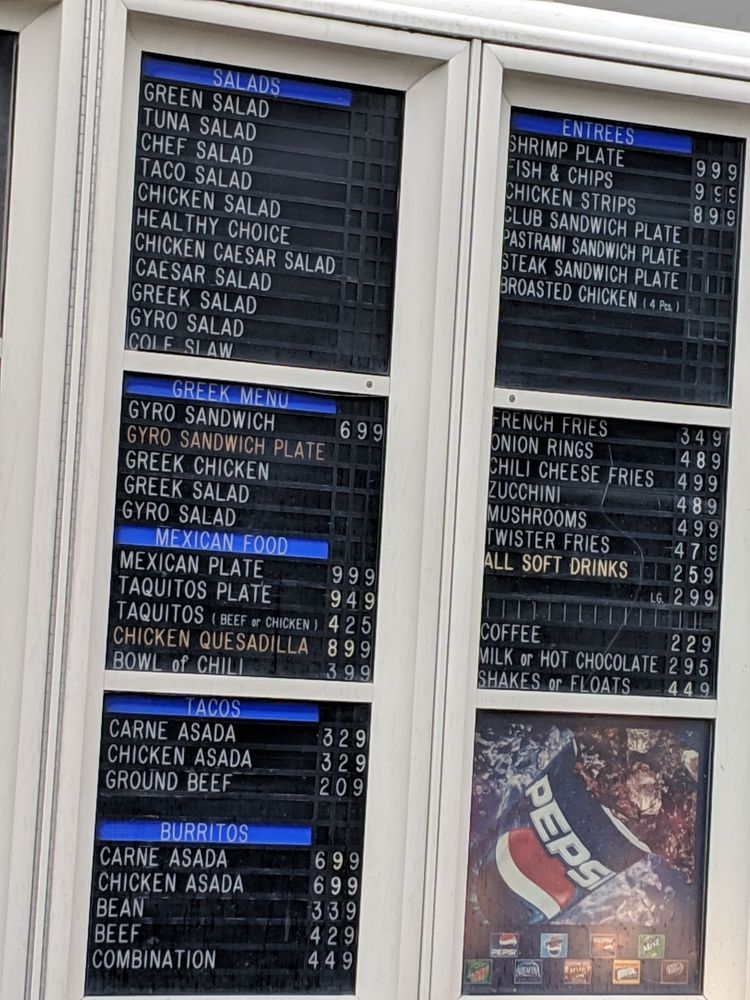 SALADS
GREEN SALAD
TUNA SALAD
CHEF SALAD
TACO SALAD
CHICKEN SALAD
HEALTHY CHOICE
CHICKEN CAESAR SALAD
CAESAR SALAD
GREEK SALAD
GYRO SALAD
COLE SLAW
GREEK MENU
GYRO SANDWICH 699
GYRO SANDWICH PLATE
GREEK CHICKEN
GREEK SALAD
GYRO SALAD
MEXICAN FOOD
MEXICAN PLATE 999
TAQUITOS PLATE 949
TAQUITOS (BEEF or CHICKEN) 425
CHICKEN QUESADILLA 899
BOWL of CHILI 399
TACOS
CARNE ASADA 329
CHICKEN ASADA 329
GROUND BEEF 209
BURRITOS
CARNE ASADA 699
CHICKEN ASADA 699
BEAN 339
BEEF 429
COMBINATION 449
ENTREES
SHRIMP PLATE 999
FISH & CHIPS 999
CHICKEN STRIPS 899
CLUB SANDWICH PLATE
PASTRAMI SANDWICH PLATE
STEAK SANDWICH PLATE
BROASTED CHICKEN (4 Pcs.)
FRENCH FRIES 349
ONION RINGS 489
CHILI CHEESE FRIES 499
ZUCCHINI 489
MUSHROOMS 499
TWISTER FRIES 479
ALL SOFT DRINKS 259
LG. 299
COFFEE 229
MILK or HOT CHOCOLATE 295
SHAKES or FLOATS 449
PEPSI
PEPSI